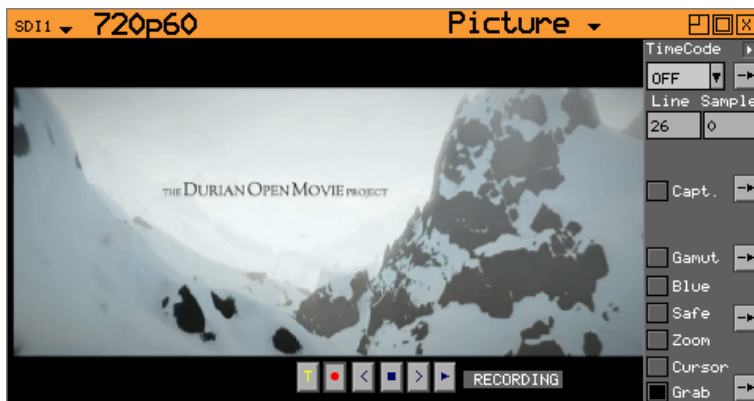 SDI1 720p60 Picture X
TimeCode
OFF
Line Sample
26 0
THE DURIAN OPEN MOVIE PROJECT
Capt.
Gamut
Blue
Safe
Zoom
Cursor
Grab
T < > RECORDING